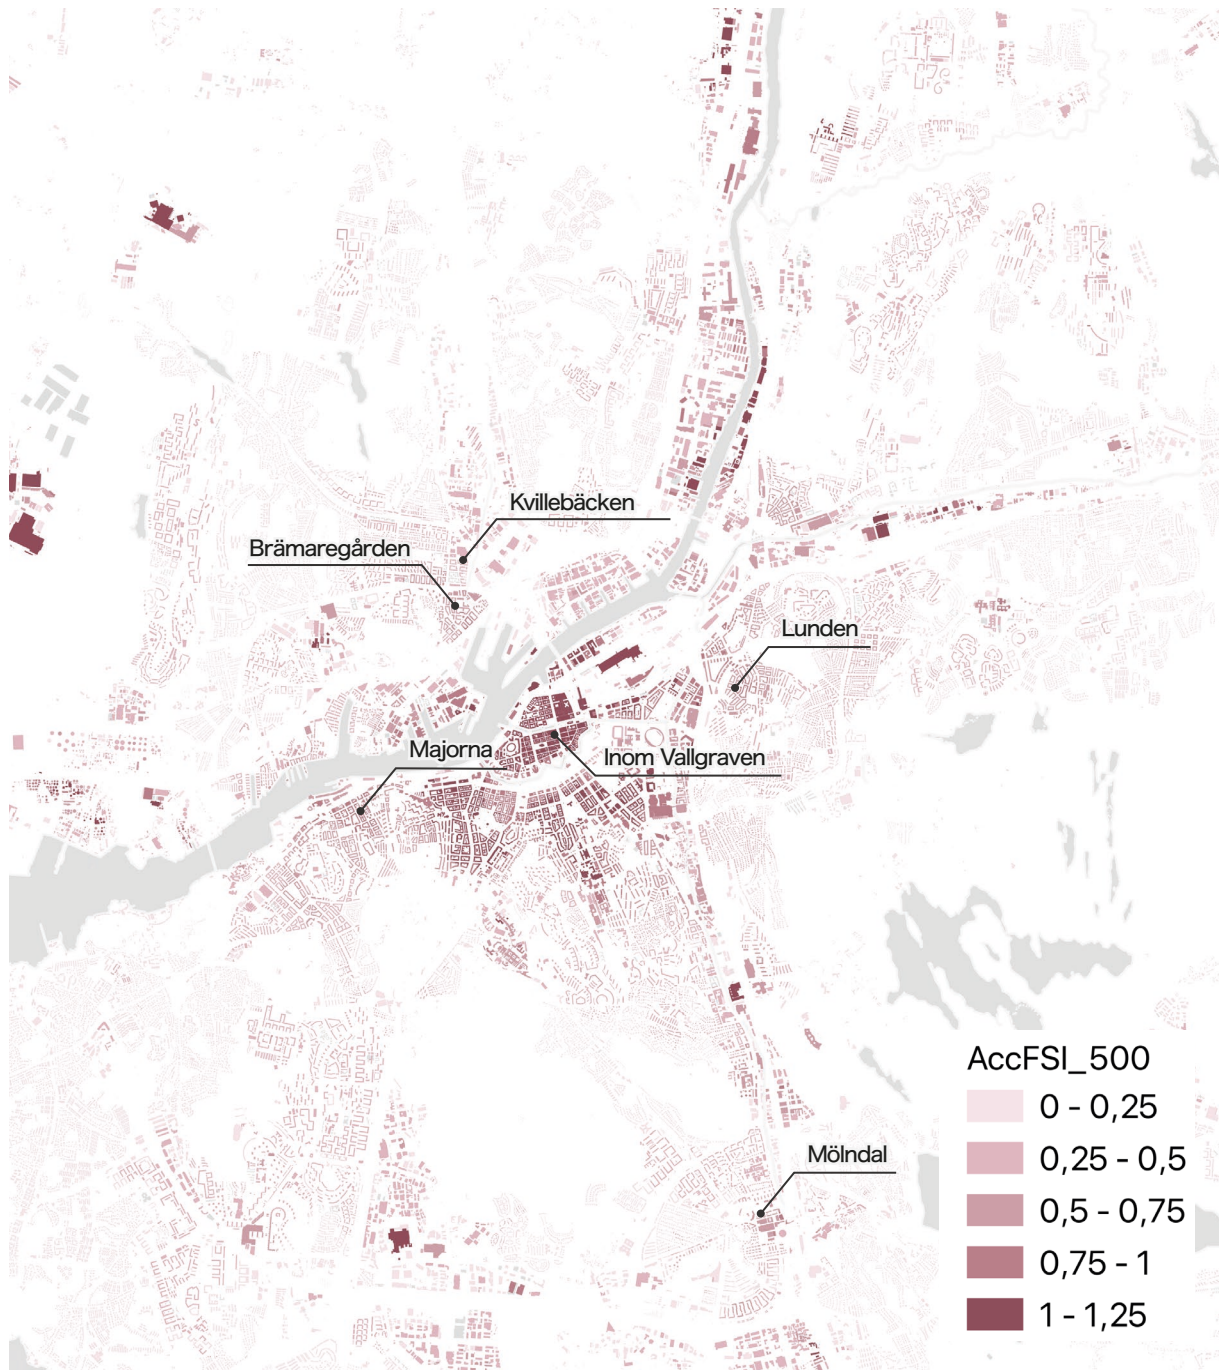 Kvillebäcken
Brämaregården
Lunden
Majorna
Inom Vallgraven
Mölndal
AccFSI_500
0 - 0,25
0,25 - 0,5
0,5 - 0,75
0,75 - 1
1 - 1,25